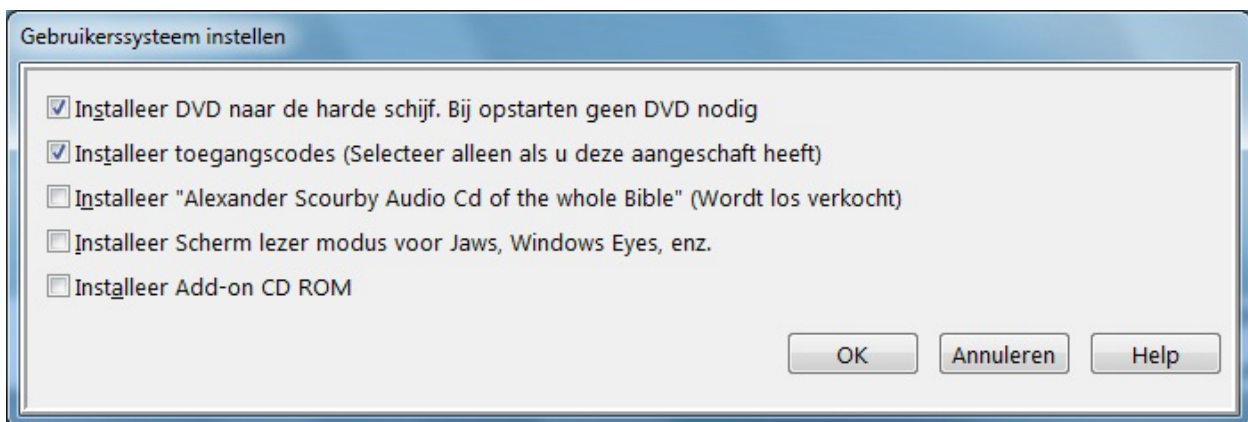 Gebruikerssysteem instellen
Installeer DVD naar de harde schijf. Bij opstarten geen DVD nodig
Installeer toegangscodes (Selecteer alleen als u deze aangeschaft heeft)
Installeer "Alexander Scourby Audio Cd of the whole Bible" (Wordt los verkocht)
Installeer Scherm lezer modus voor Jaws, Windows Eyes, enz.
Installeer Add-on CD ROM
OK Annuleren Help